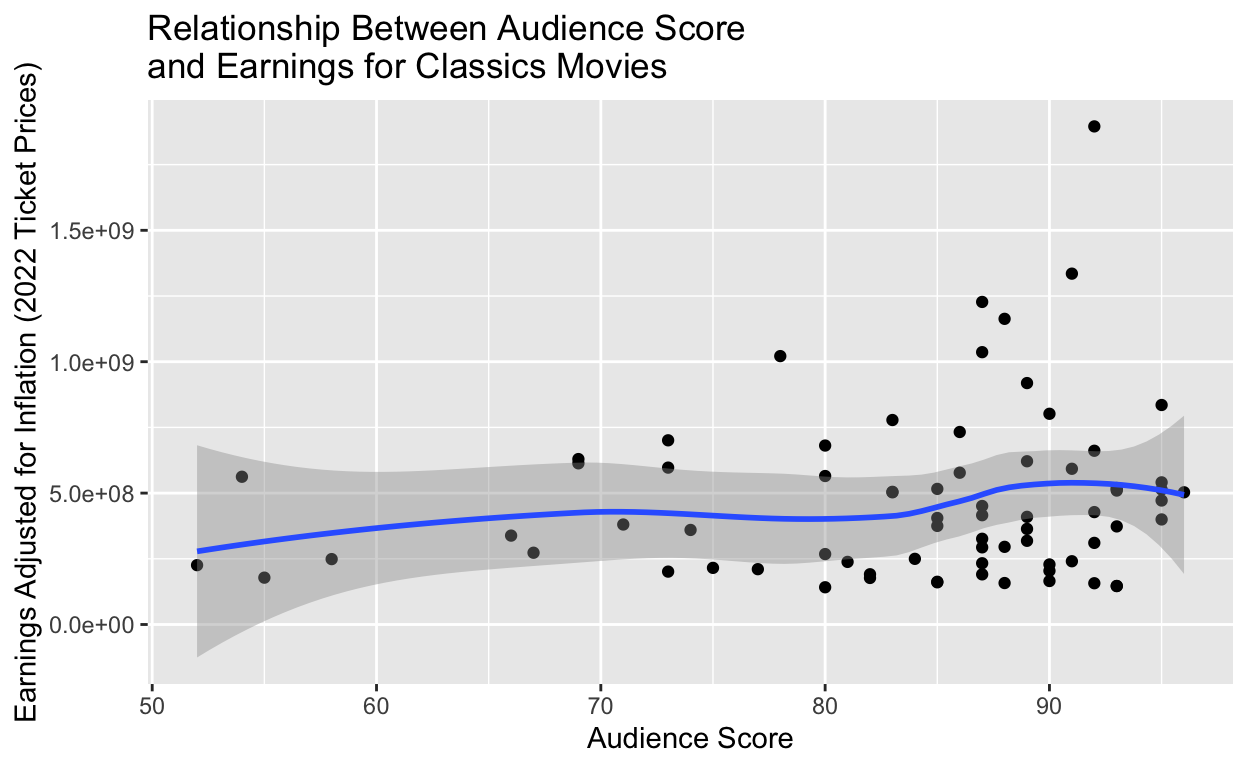 Relationship Between Audience Score
and Earnings for Classics Movies
Earnings Adjusted for Inflation (2022 Ticket Prices)
1.5e+09
1.0e+09
5.0e+08
0.0e+00
50 60 70 80 90
Audience Score